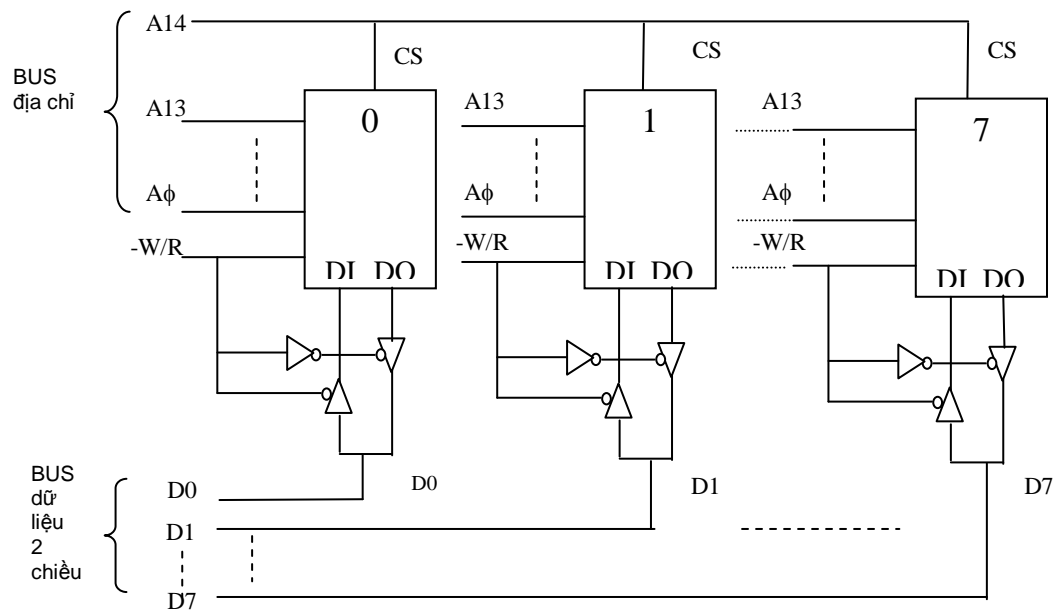 A14
CS
CS
CS
BUS
địa chỉ
A13
0
A13
1
A13
7
Aϕ
Aϕ
Aϕ
-W/R
-W/R
-W/R
DI DO
DI DO
DI DO
BUS
dữ
liệu
2
chiều
D0
D0
D1
D7
D1
D7